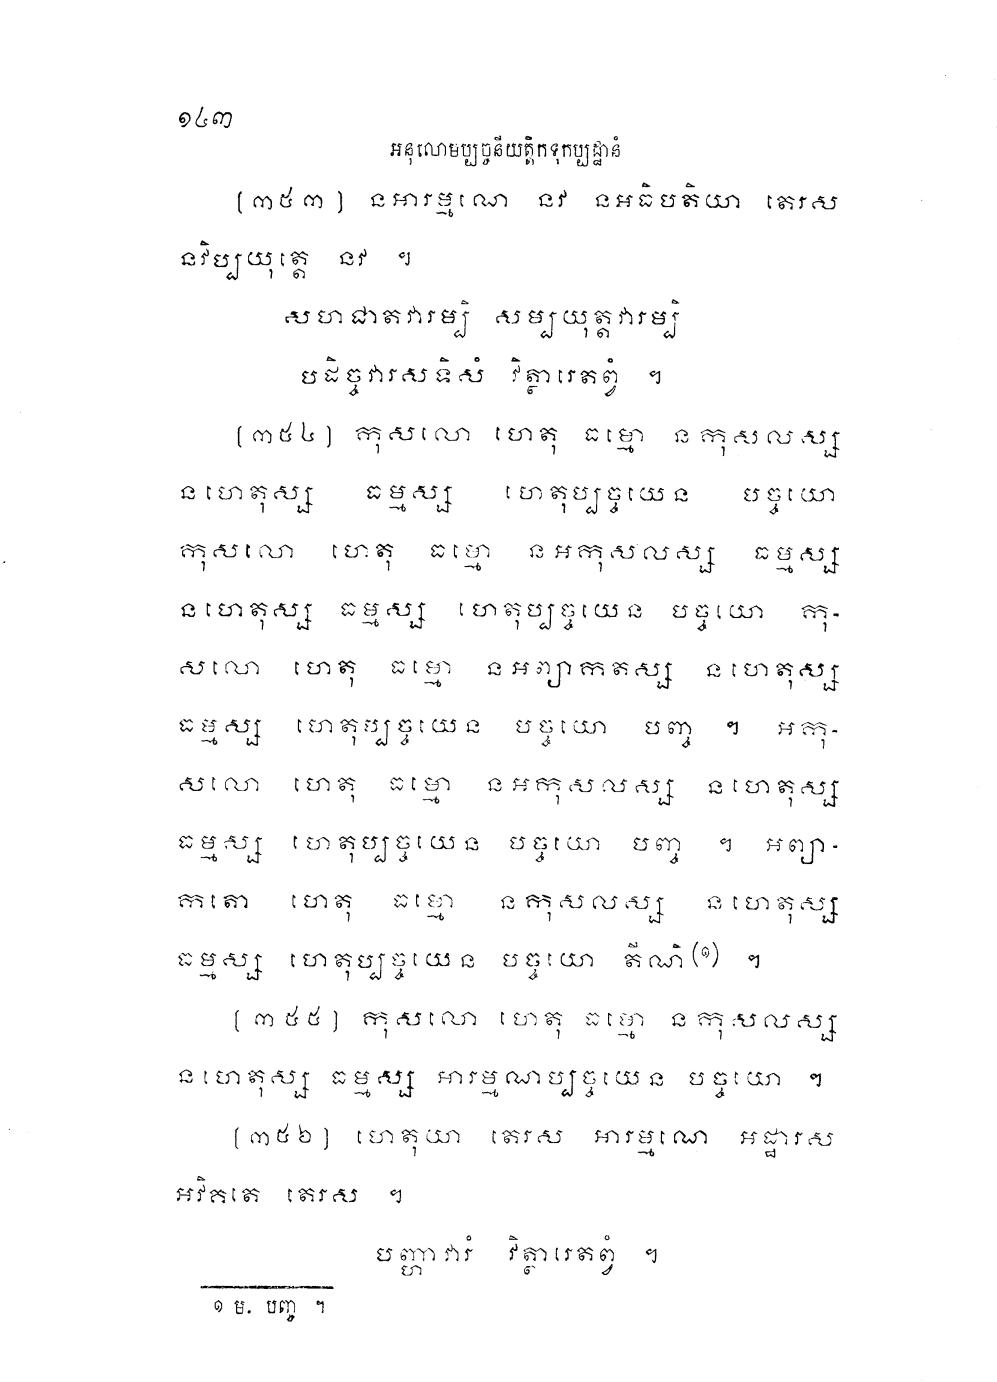 ១៤៣
អនុលោមប្បច្ចនីយត្តិកទុកប្បដ្ឋានំ
(៣៥៣) នអារម្មណេ នវ នអធិបតិយា តេរស
នវិប្បយុត្តេ នវ ។
សហជាតវារម្បិ សម្បយុត្តវារម្បិ
បដិច្ចវារសទិសំ វិត្ថារេតព្វំ ។
(៣៥៤) កុសលោ ហេតុ ធម្មោ នកុសលស្ស
នហេតុស្ស ធម្មស្ស ហេតុប្បច្ចយេន បច្ចយោ
កុសលោ ហេតុ ធម្មោ នអកុសលស្ស ធម្មស្ស
នហេតុស្ស ធម្មស្ស ហេតុប្បច្ចយេន បច្ចយោ កុ-
សលោ ហេតុ ធម្មោ នអព្យាកតស្ស នហេតុស្ស
ធម្មស្ស ហេតុប្បច្ចយេន បច្ចយោ បញ្ច ។ អកុ-
សលោ ហេតុ ធម្មោ នអកុសលស្ស នហេតុស្ស
ធម្មស្ស ហេតុប្បច្ចយេន បច្ចយោ បញ្ច ។ អព្យា-
កតោ ហេតុ ធម្មោ នកុសលស្ស នហេតុស្ស
ធម្មស្ស ហេតុប្បច្ចយេន បច្ចយោ តីណិ (១) ។
(៣៥៥) កុសលោ ហេតុ ធម្មោ នកុសលស្ស
នហេតុស្ស ធម្មស្ស អារម្មណប្បច្ចយេន បច្ចយោ ។
(៣៥៦) ហេតុយា តេរស អារម្មណេ អដ្ឋារស
អវិគតេ តេរស ។
បញ្ហាវារំ វិត្ថារេតព្វំ ។
១ ម. បញ្ច ។